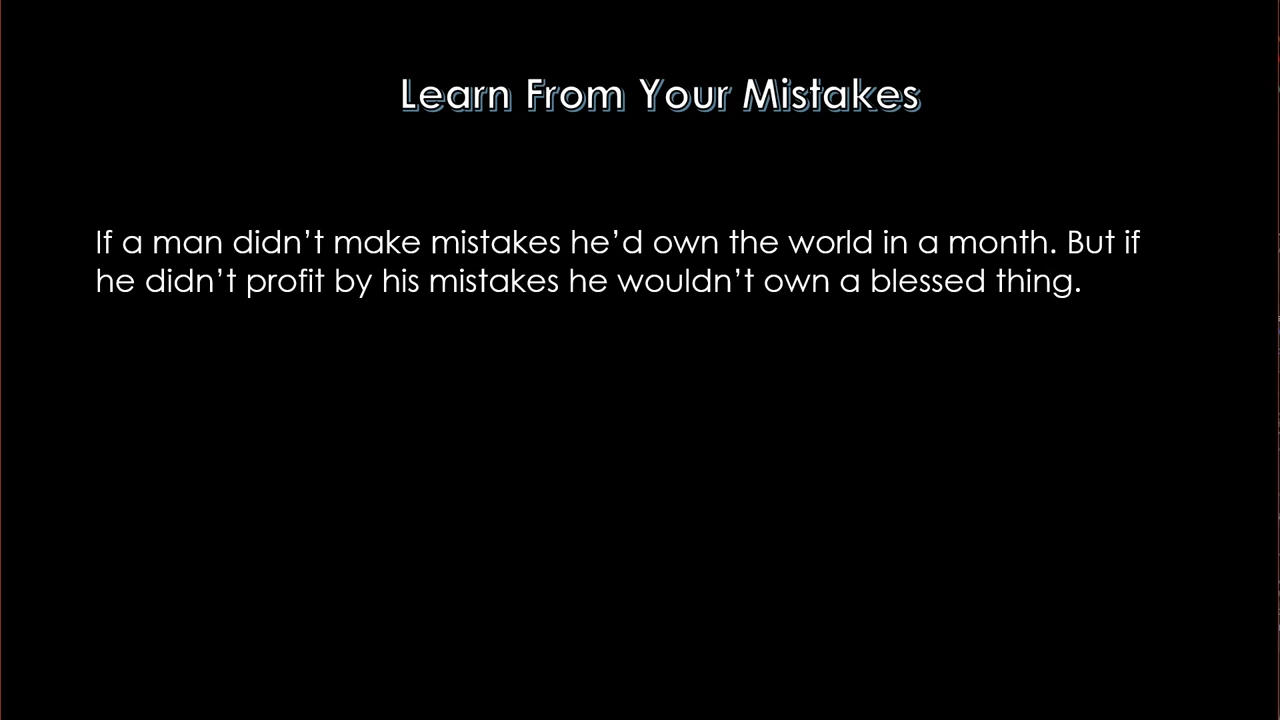 Learn From Your Mistakes
If a man didn’t make mistakes he’d own the world in a month. But if
he didn’t profit by his mistakes he wouldn’t own a blessed thing.